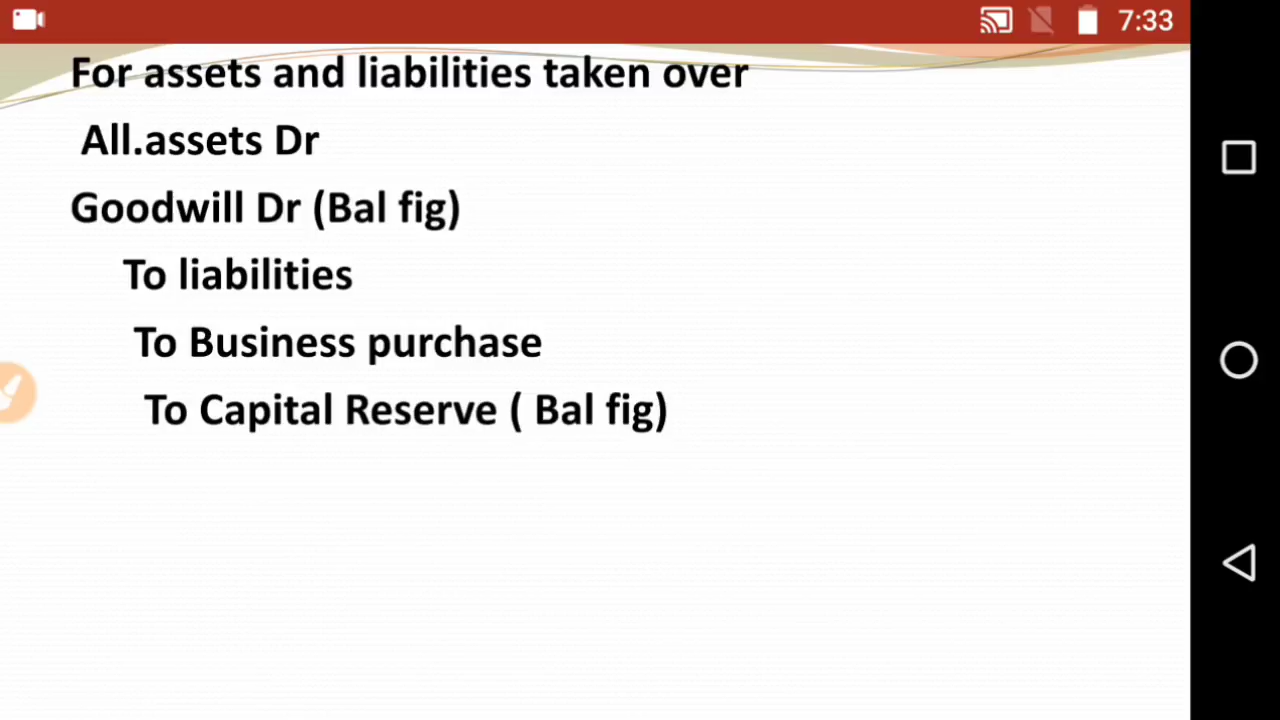 7:33
For assets and liabilities taken over
All.assets Dr
Goodwill Dr (Bal fig)
To liabilities
To Business purchase
To Capital Reserve ( Bal fig)